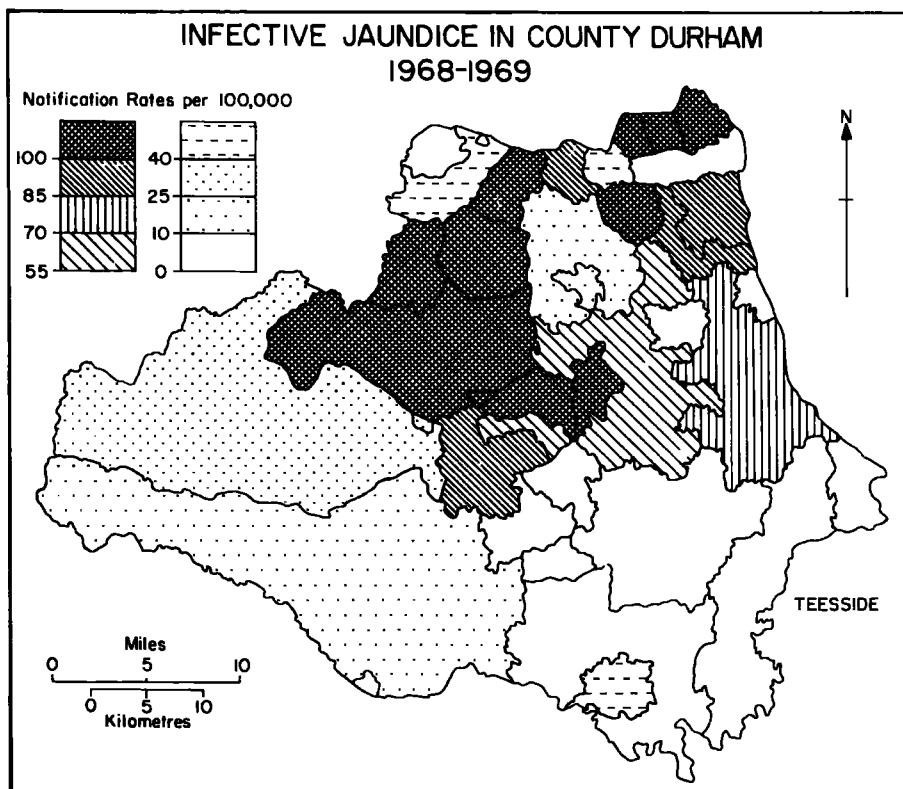 INFECTIVE JAUNDICE IN COUNTY DURHAM
1968-1969
Notification Rates per 100,000
100
85
70
55
40
25
10
0
N
TEESSIDE
Miles
0 5 10
0 5 10
Kilometres